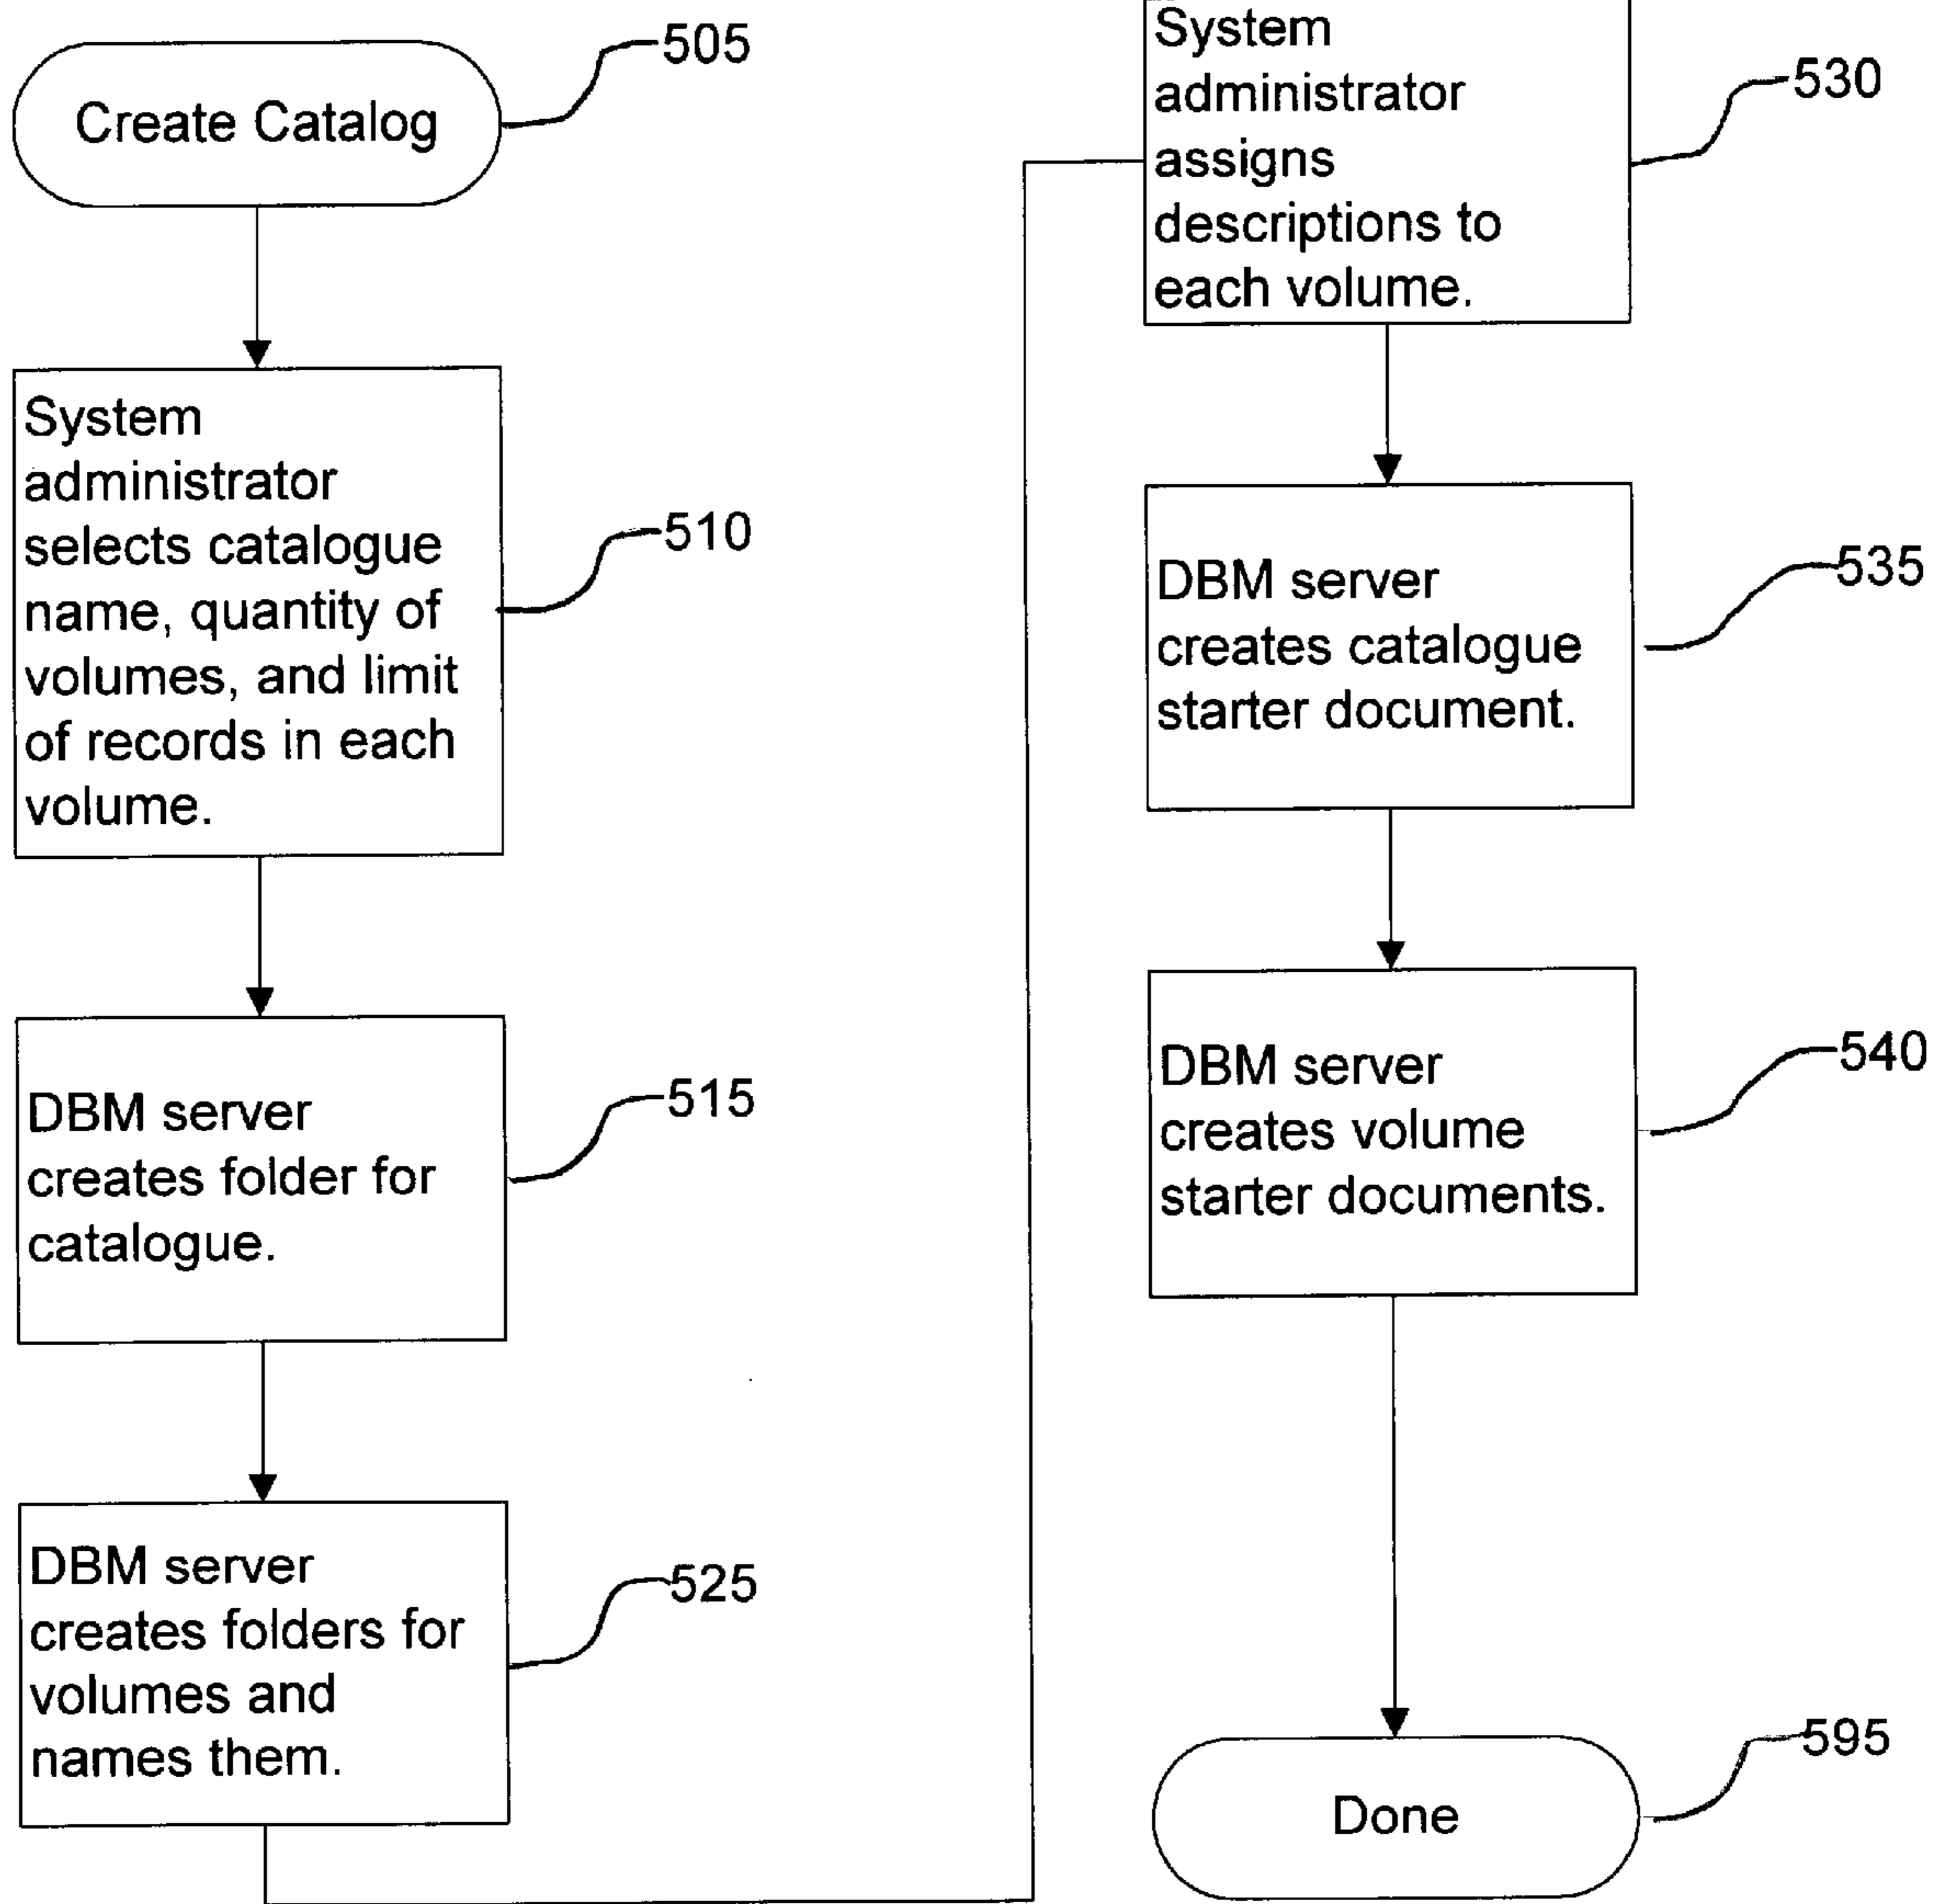 Create Catalog
505
System
administrator
selects catalogue
name, quantity of
volumes, and limit
of records in each
volume.
510
DBM server
creates folder for
catalogue.
515
DBM server
creates folders for
volumes and
names them.
525
System
administrator
assigns
descriptions to
each volume.
530
DBM server
creates catalogue
starter document.
535
DBM server
creates volume
starter documents.
540
Done
595